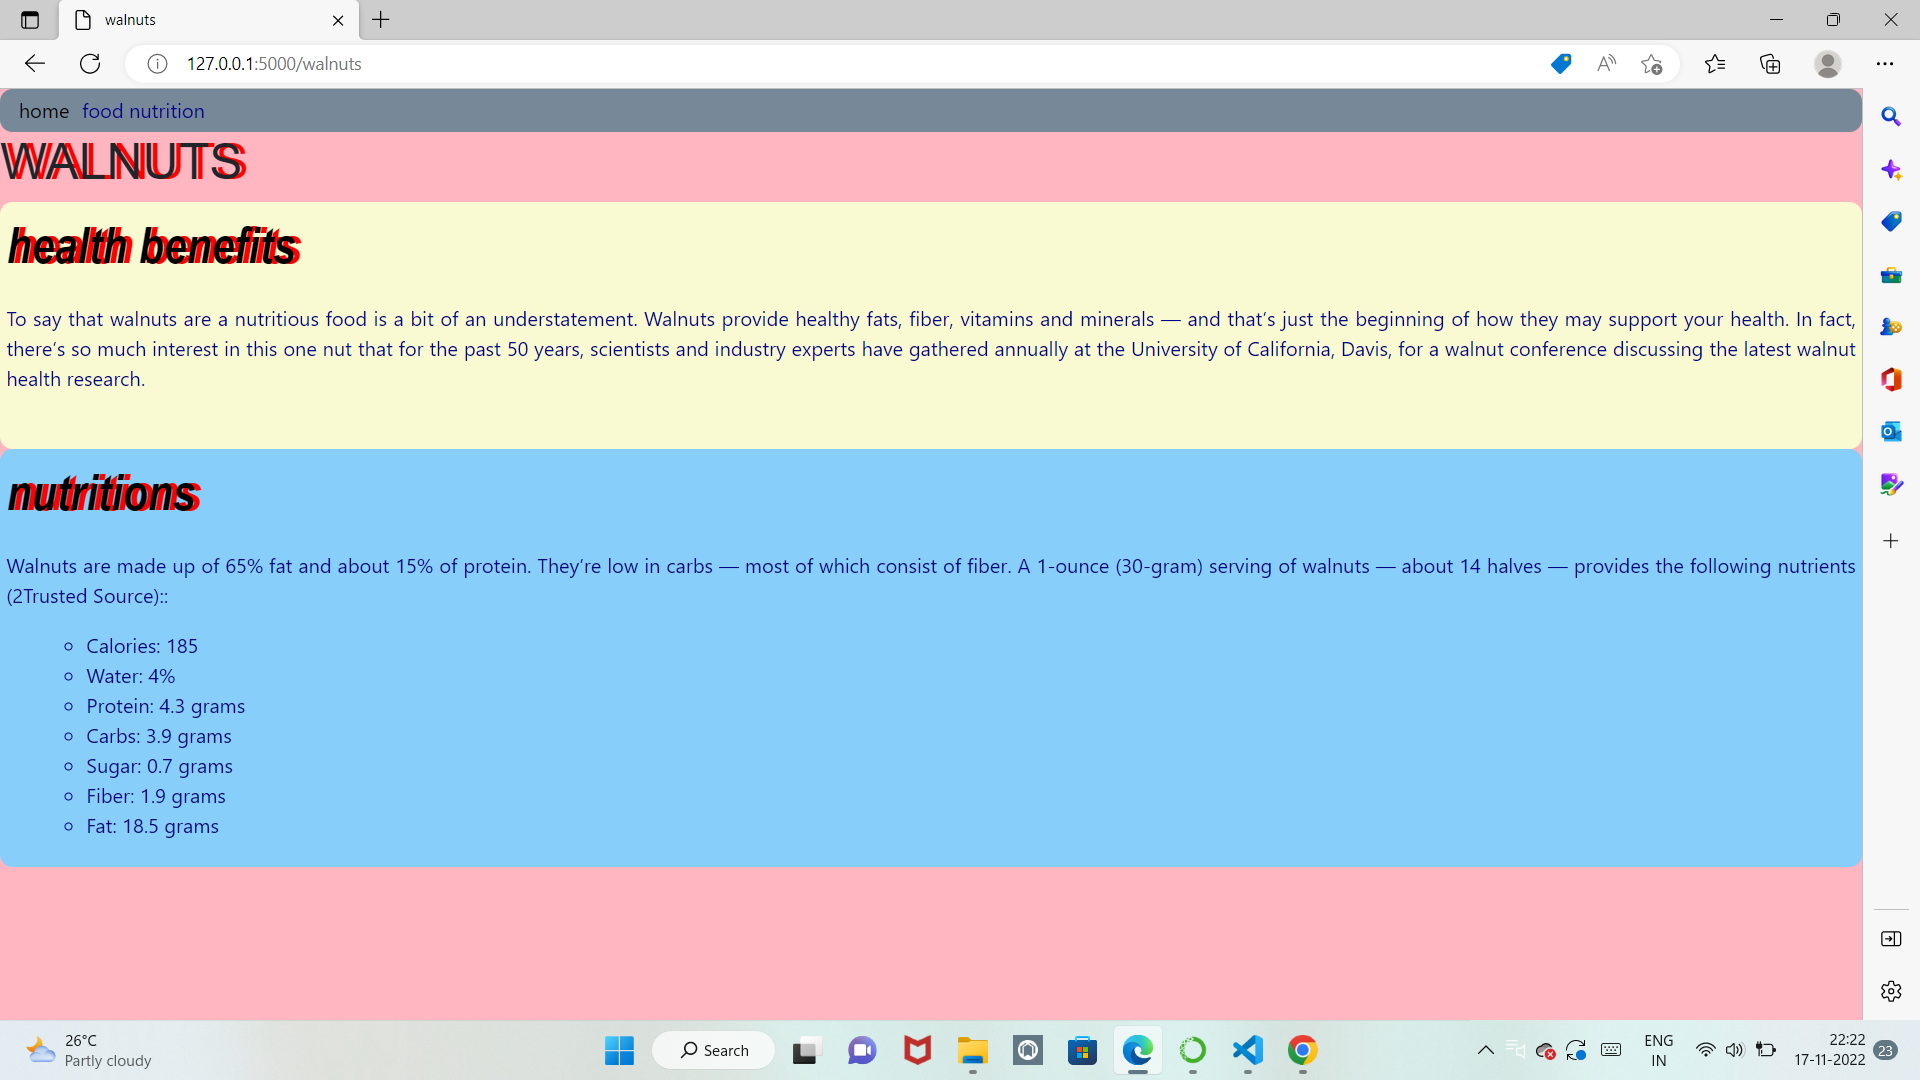 walnuts
127.0.0.1:5000/walnuts
home food nutrition
WALNUTS
health benefits
To say that walnuts are a nutritious food is a bit of an understatement. Walnuts provide healthy fats, fiber, vitamins and minerals — and that’s just the beginning of how they may support your health. In fact,
there’s so much interest in this one nut that for the past 50 years, scientists and industry experts have gathered annually at the University of California, Davis, for a walnut conference discussing the latest walnut
health research.
nutritions
Walnuts are made up of 65% fat and about 15% of protein. They’re low in carbs — most of which consist of fiber. A 1-ounce (30-gram) serving of walnuts — about 14 halves — provides the following nutrients
(2Trusted Source)::
Calories: 185
Water: 4%
Protein: 4.3 grams
Carbs: 3.9 grams
Sugar: 0.7 grams
Fiber: 1.9 grams
Fat: 18.5 grams
26°C
Partly cloudy
Search
ENG
IN
22:22
17-11-2022
23